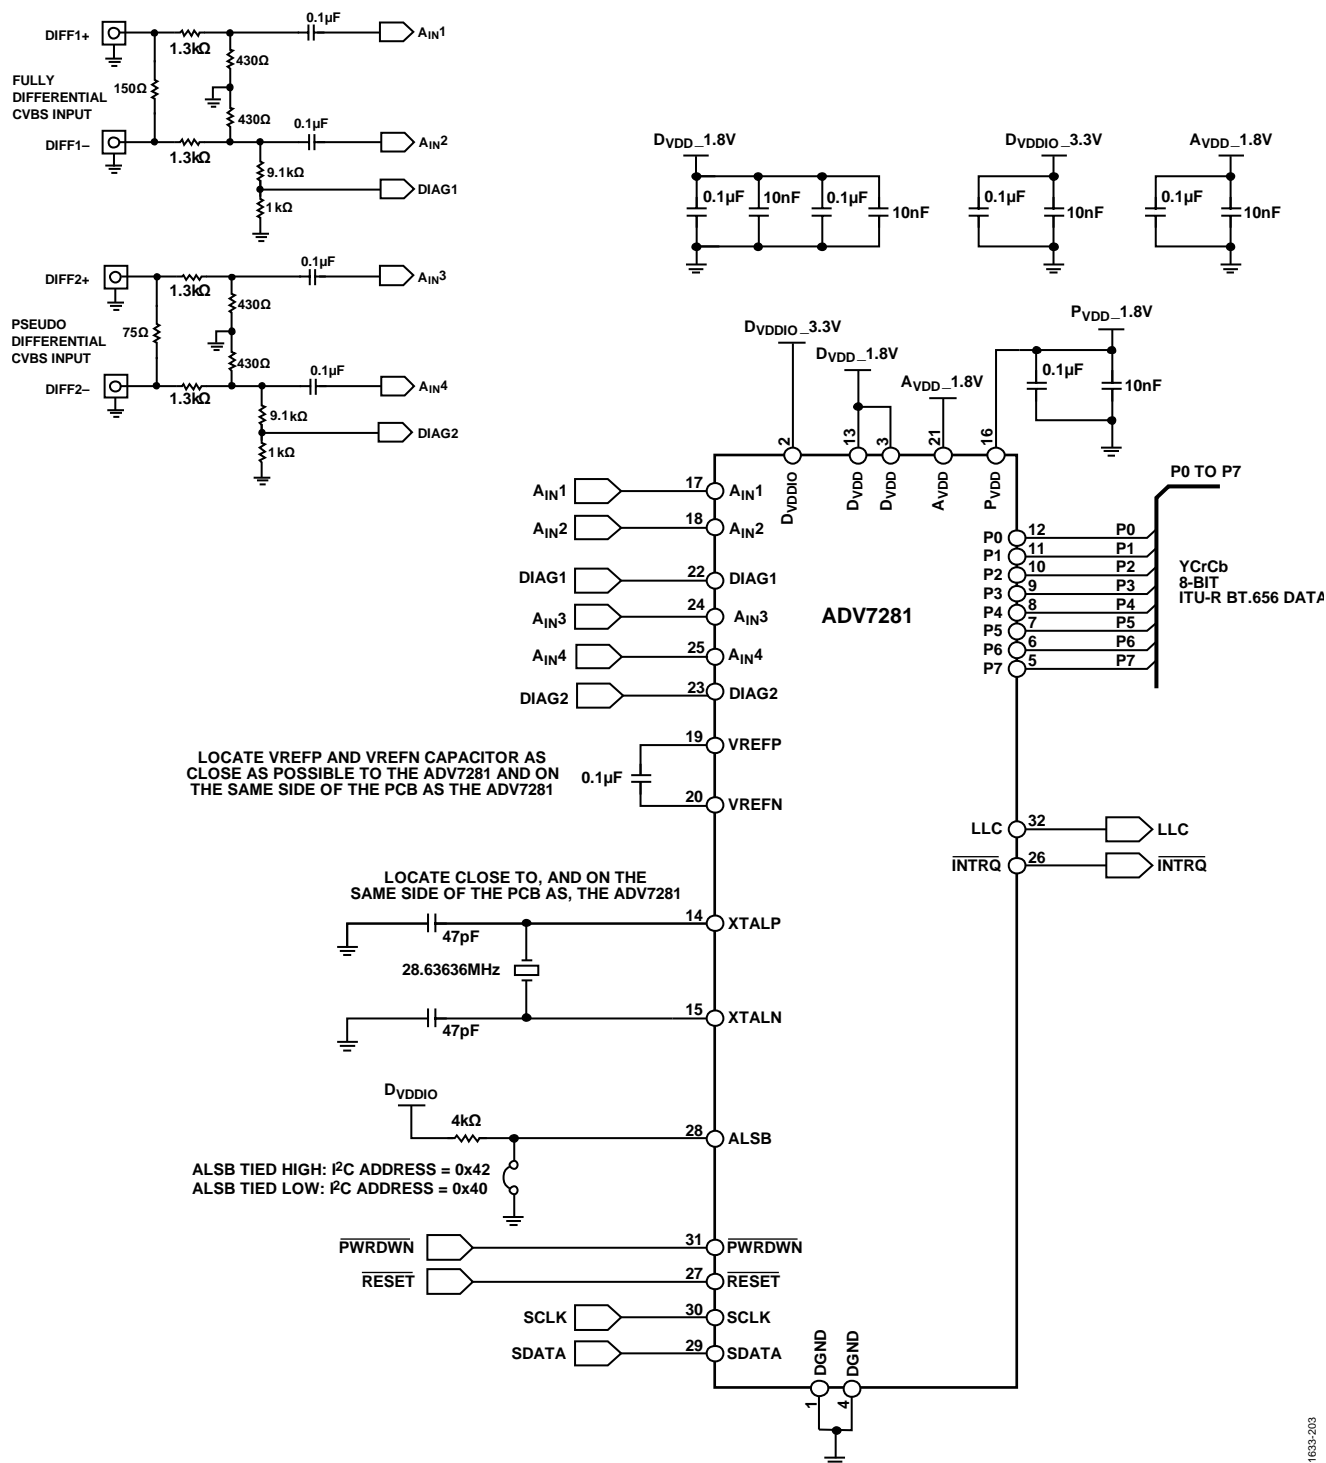 DIFF1+
0.1µF
AIN1
1.3kΩ
430Ω
FULLY
DIFFERENTIAL
CVBS INPUT
150Ω
430Ω
0.1µF
DIFF1–
AIN2
1.3kΩ
9.1kΩ
DIAG1
1kΩ
DIFF2+
0.1µF
AIN3
1.3kΩ
430Ω
PSEUDO
DIFFERENTIAL
CVBS INPUT
75Ω
430Ω
0.1µF
DIFF2–
AIN4
1.3kΩ
9.1kΩ
DIAG2
1kΩ
DVDD_1.8V
0.1µF
10nF
0.1µF
10nF
DVDDIO_3.3V
0.1µF
10nF
AVDD_1.8V
0.1µF
10nF
DVDDIO_3.3V
DVDD_1.8V
AVDD_1.8V
PVDD_1.8V
0.1µF
10nF
2
13
3
21
16
DVDDIO
DVDD
DVDD
AVDD
PVDD
AIN1 17 AIN1
AIN2 18 AIN2
DIAG1 22 DIAG1
AIN3 24 AIN3
AIN4 25 AIN4
DIAG2 23 DIAG2
ADV7281
P0 TO P7
P0 12 P0
P1 11 P1
P2 10 P2
P3 9 P3
P4 8 P4
P5 7 P5
P6 6 P6
P7 5 P7
YCrCb
8-BIT
ITU-R BT.656 DATA
LOCATE VREFP AND VREFN CAPACITOR AS
CLOSE AS POSSIBLE TO THE ADV7281 AND ON
THE SAME SIDE OF THE PCB AS THE ADV7281
19 VREFP
0.1µF
20 VREFN
LLC 32 LLC
INTRQ 26 INTRQ
LOCATE CLOSE TO, AND ON THE
SAME SIDE OF THE PCB AS, THE ADV7281
14 XTALP
47pF
28.63636MHz
15 XTALN
47pF
DVDDIO
4kΩ
28 ALSB
ALSB TIED HIGH: I2C ADDRESS = 0x42
ALSB TIED LOW: I2C ADDRESS = 0x40
PWRDWN 31 PWRDWN
RESET 27 RESET
SCLK 30 SCLK
SDATA 29 SDATA
DGND
DGND
1
4
1633-203